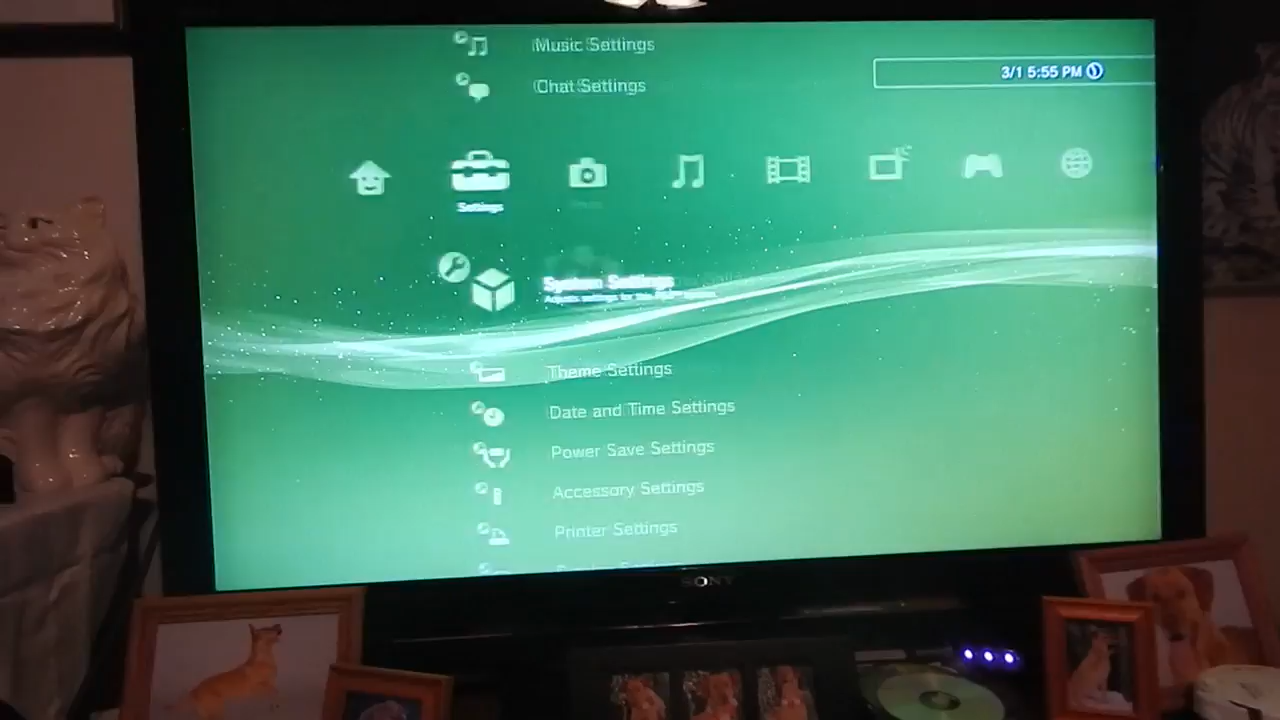 Music Settings
Chat Settings
3/1 5:55 PM
Settings
System Settings
Theme Settings
Date and Time Settings
Power Save Settings
Accessory Settings
Printer Settings
SONY